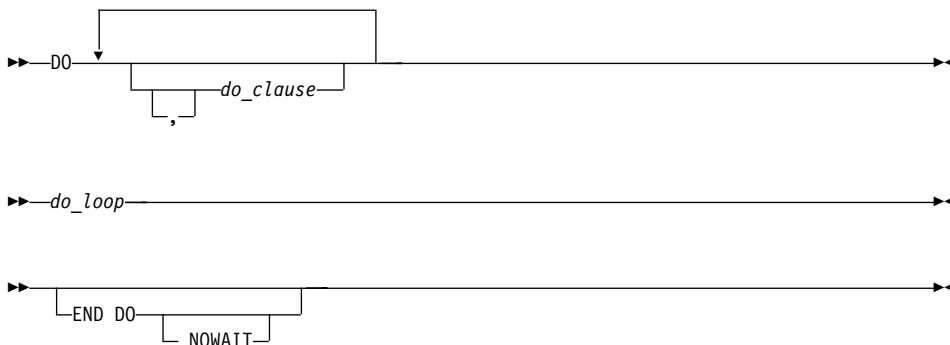 DO
do_clause
,
do_loop
END DO
NOWAIT